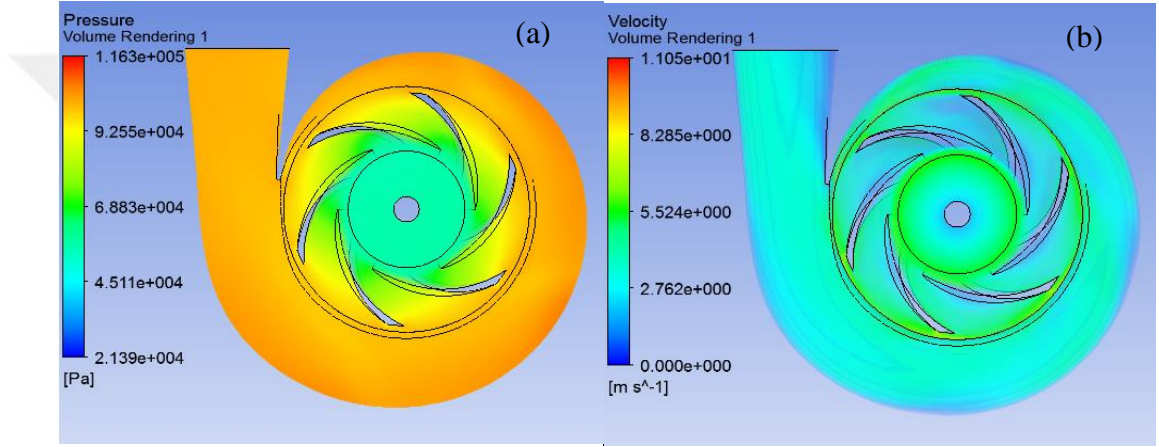 Pressure
Volume Rendering 1
(a)
1.163e+005
9.255e+004
6.883e+004
4.511e+004
2.139e+004
[Pa]
Velocity
Volume Rendering 1
(b)
1.105e+001
8.285e+000
5.524e+000
2.762e+000
0.000e+000
[m s^-1]